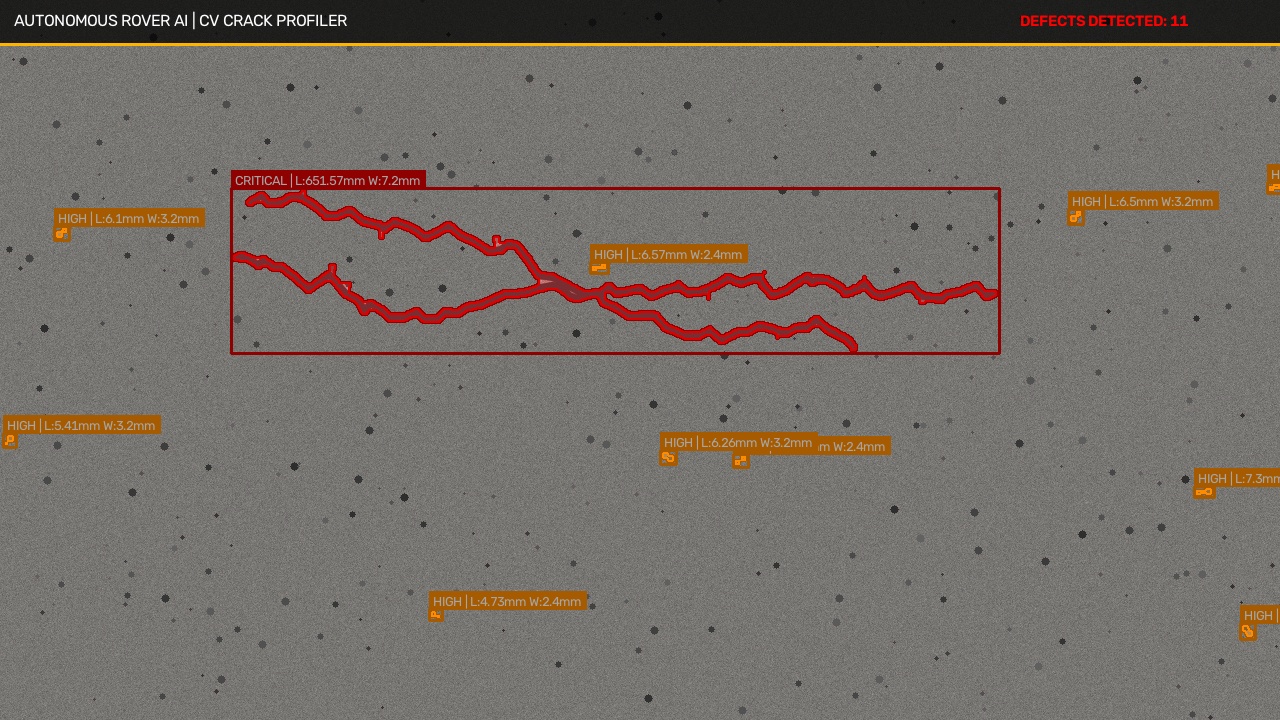 AUTONOMOUS ROVER AI | CV CRACK PROFILER
DEFECTS DETECTED: 11
CRITICAL | L:651.57mm W:7.2mm
H
HIGH | L:6.5mm W:3.2mm
HIGH | L:6.1mm W:3.2mm
HIGH | L:6.57mm W:2.4mm
HIGH | L:5.41mm W:3.2mm
HIGH | L:6.26mm W:3.2mm
m W:2.4mm
HIGH | L:7.3mm
HIGH | L:4.73mm W:2.4mm
HIGH |